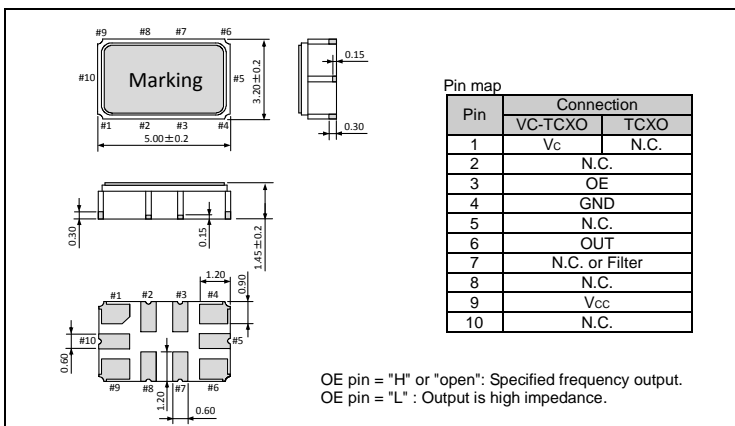 #9 #8 #7 #6
#10 Marking #5
#1 #2 #3 #4
5.00±0.2
3.20±0.2
0.15
0.30
0.30
0.15
1.45±0.2
1.20
0.90
#1 #2 #3 #4
#10 #5
0.60
#9 #8 #7 #6
1.20
0.60
Pin map
Pin Connection
VC-TCXO TCXO
1 Vc N.C.
2 N.C.
3 OE
4 GND
5 N.C.
6 OUT
7 N.C. or Filter
8 N.C.
9 Vcc
10 N.C.
OE pin = "H" or "open": Specified frequency output.
OE pin = "L" : Output is high impedance.